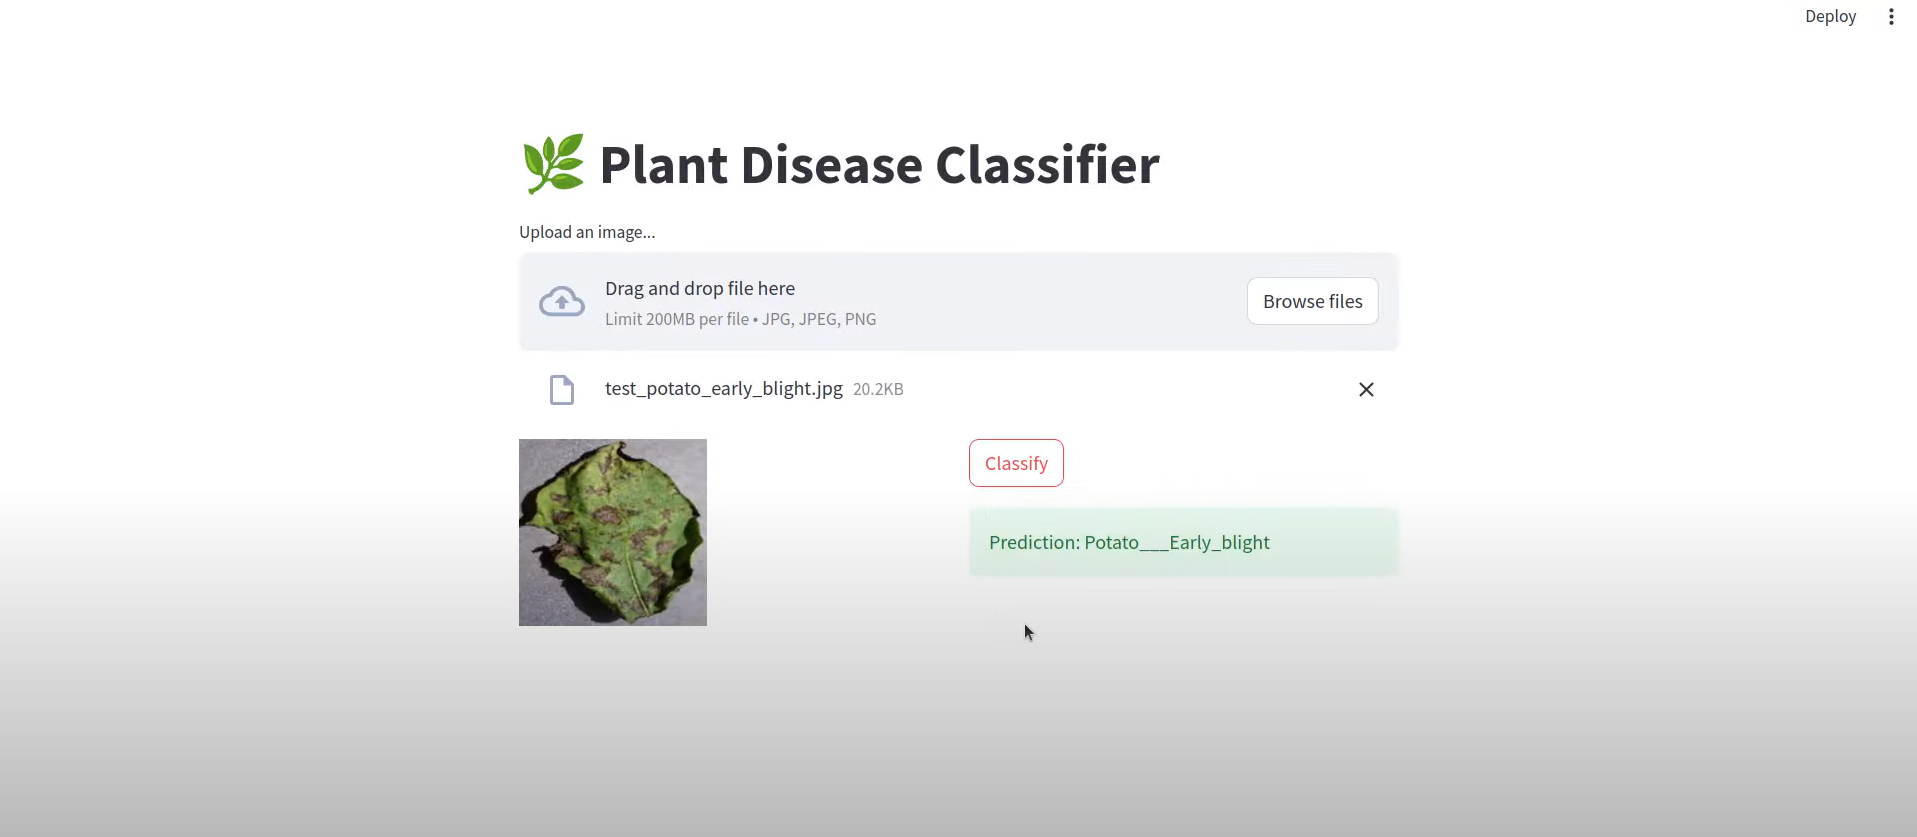 Deploy
Plant Disease Classifier
Upload an image...
Drag and drop file here
Limit 200MB per file • JPG, JPEG, PNG
Browse files
test_potato_early_blight.jpg 20.2KB
Classify
Prediction: Potato___Early_blight